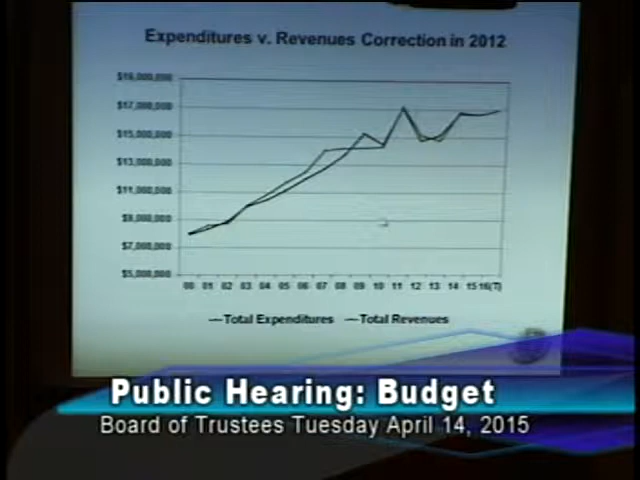 Expenditures v. Revenues Correction in 2012
$19,000,000
$17,000,000
$15,000,000
$13,000,000
$11,000,000
$9,000,000
$7,000,000
$5,000,000
00 01 02 03 04 05 06 07 08 09 10 11 12 13 14 15 16(T)
Total Expenditures Total Revenues
Public Hearing: Budget
Board of Trustees Tuesday April 14, 2015